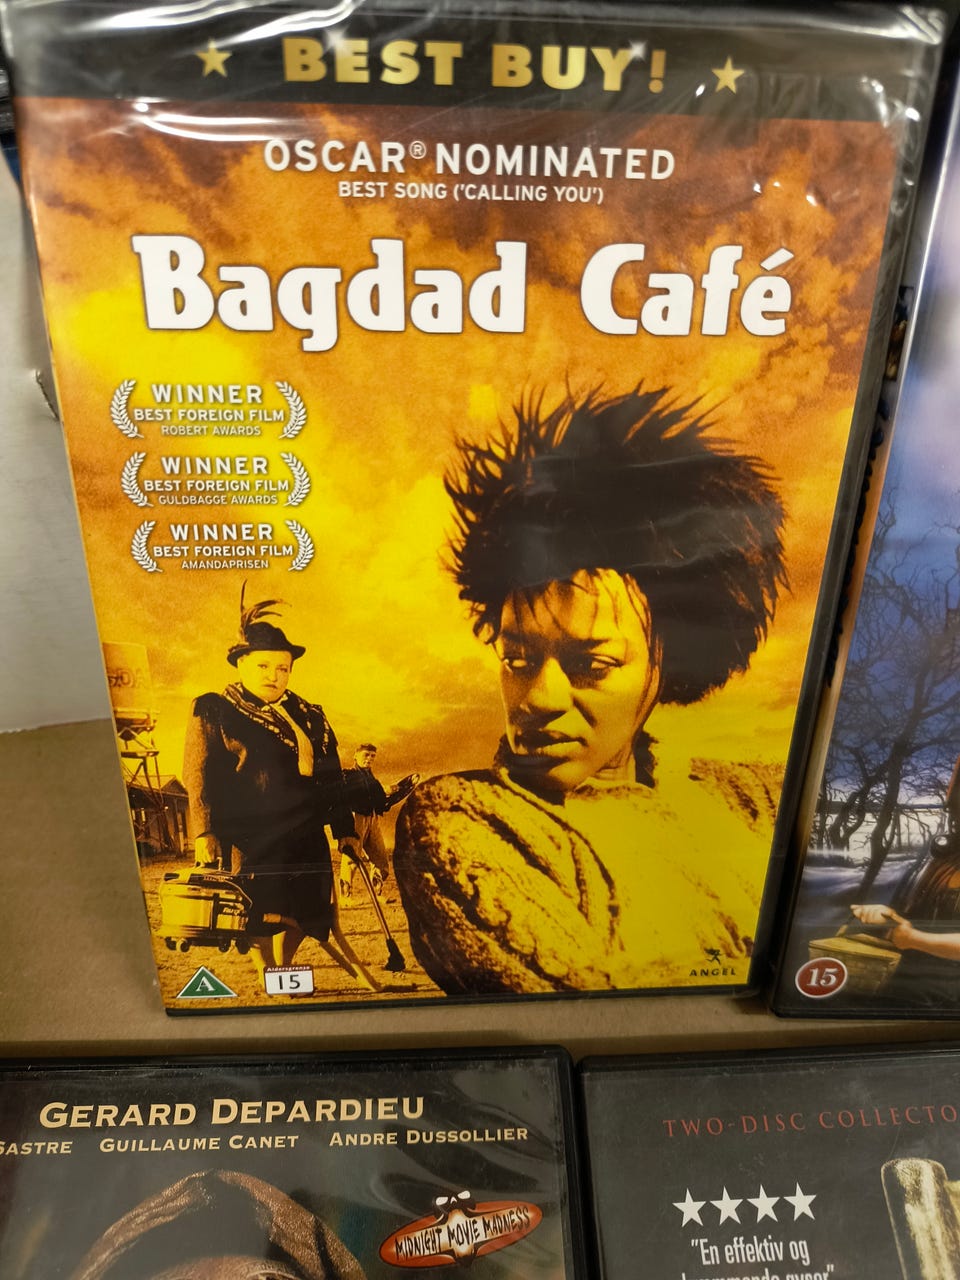 BEST BUY!
OSCAR® NOMINATED
BEST SONG ('CALLING YOU')
Bagdad Café
WINNER
BEST FOREIGN FILM
ROBERT AWARDS
WINNER
BEST FOREIGN FILM
GULDBAGGE AWARDS
WINNER
BEST FOREIGN FILM
AMANDAPRISEN
A
Aldersgrense
15
ANGEL
15
GERARD DEPARDIEU
SASTRE GUILLAUME CANET ANDRE DUSSOLLIER
MIDNIGHT MOVIE MADNESS
TWO-DISC COLLECTO
"En effektiv og